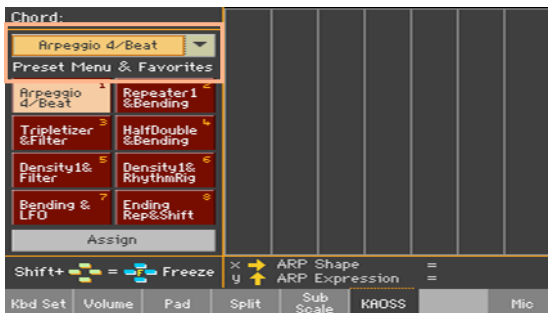 Chord:
Arpeggio 4/Beat
Preset Menu & Favorites
Arpeggio 4/Beat 1
Repeater1 &Bending 2
Tripletizer &Filter 3
HalfDouble &Bending 4
Density1& Filter 5
Density1& RhythmRig 6
Bending & LFO 7
Ending Rep&Shift 8
Assign
Shift+ = F Freeze
x ARP Shape =
y ARP Expression =
Kbd Set Volume Pad Split Sub Scale KAOSS Mic